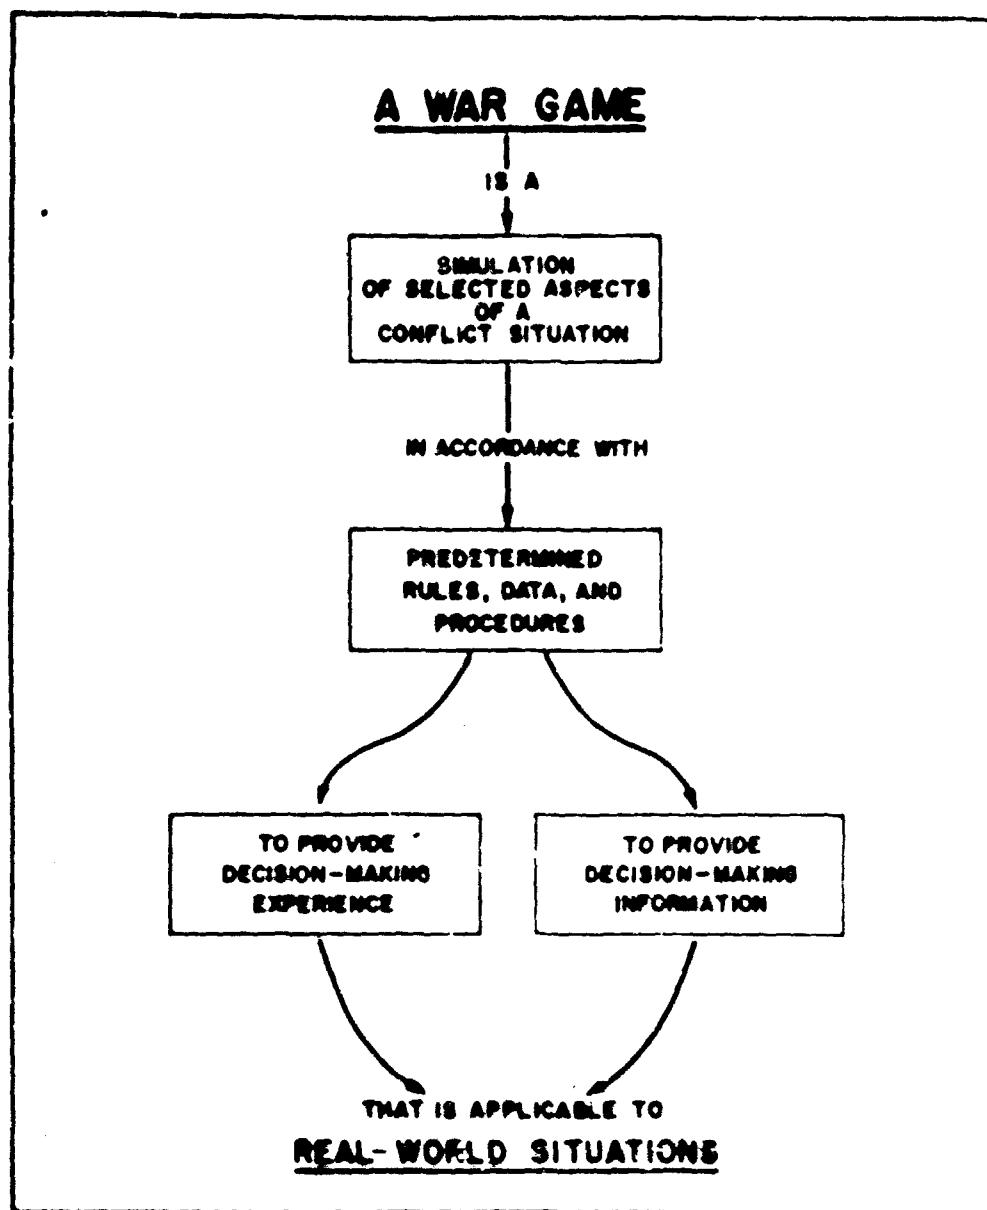 A WAR GAME
IS A
SIMULATION
OF SELECTED ASPECTS
OF A
CONFLICT SITUATION
IN ACCORDANCE WITH
PREDETERMINED
RULES, DATA, AND
PROCEDURES
TO PROVIDE
DECISION-MAKING
EXPERIENCE
TO PROVIDE
DECISION-MAKING
INFORMATION
THAT IS APPLICABLE TO
REAL-WORLD SITUATIONS